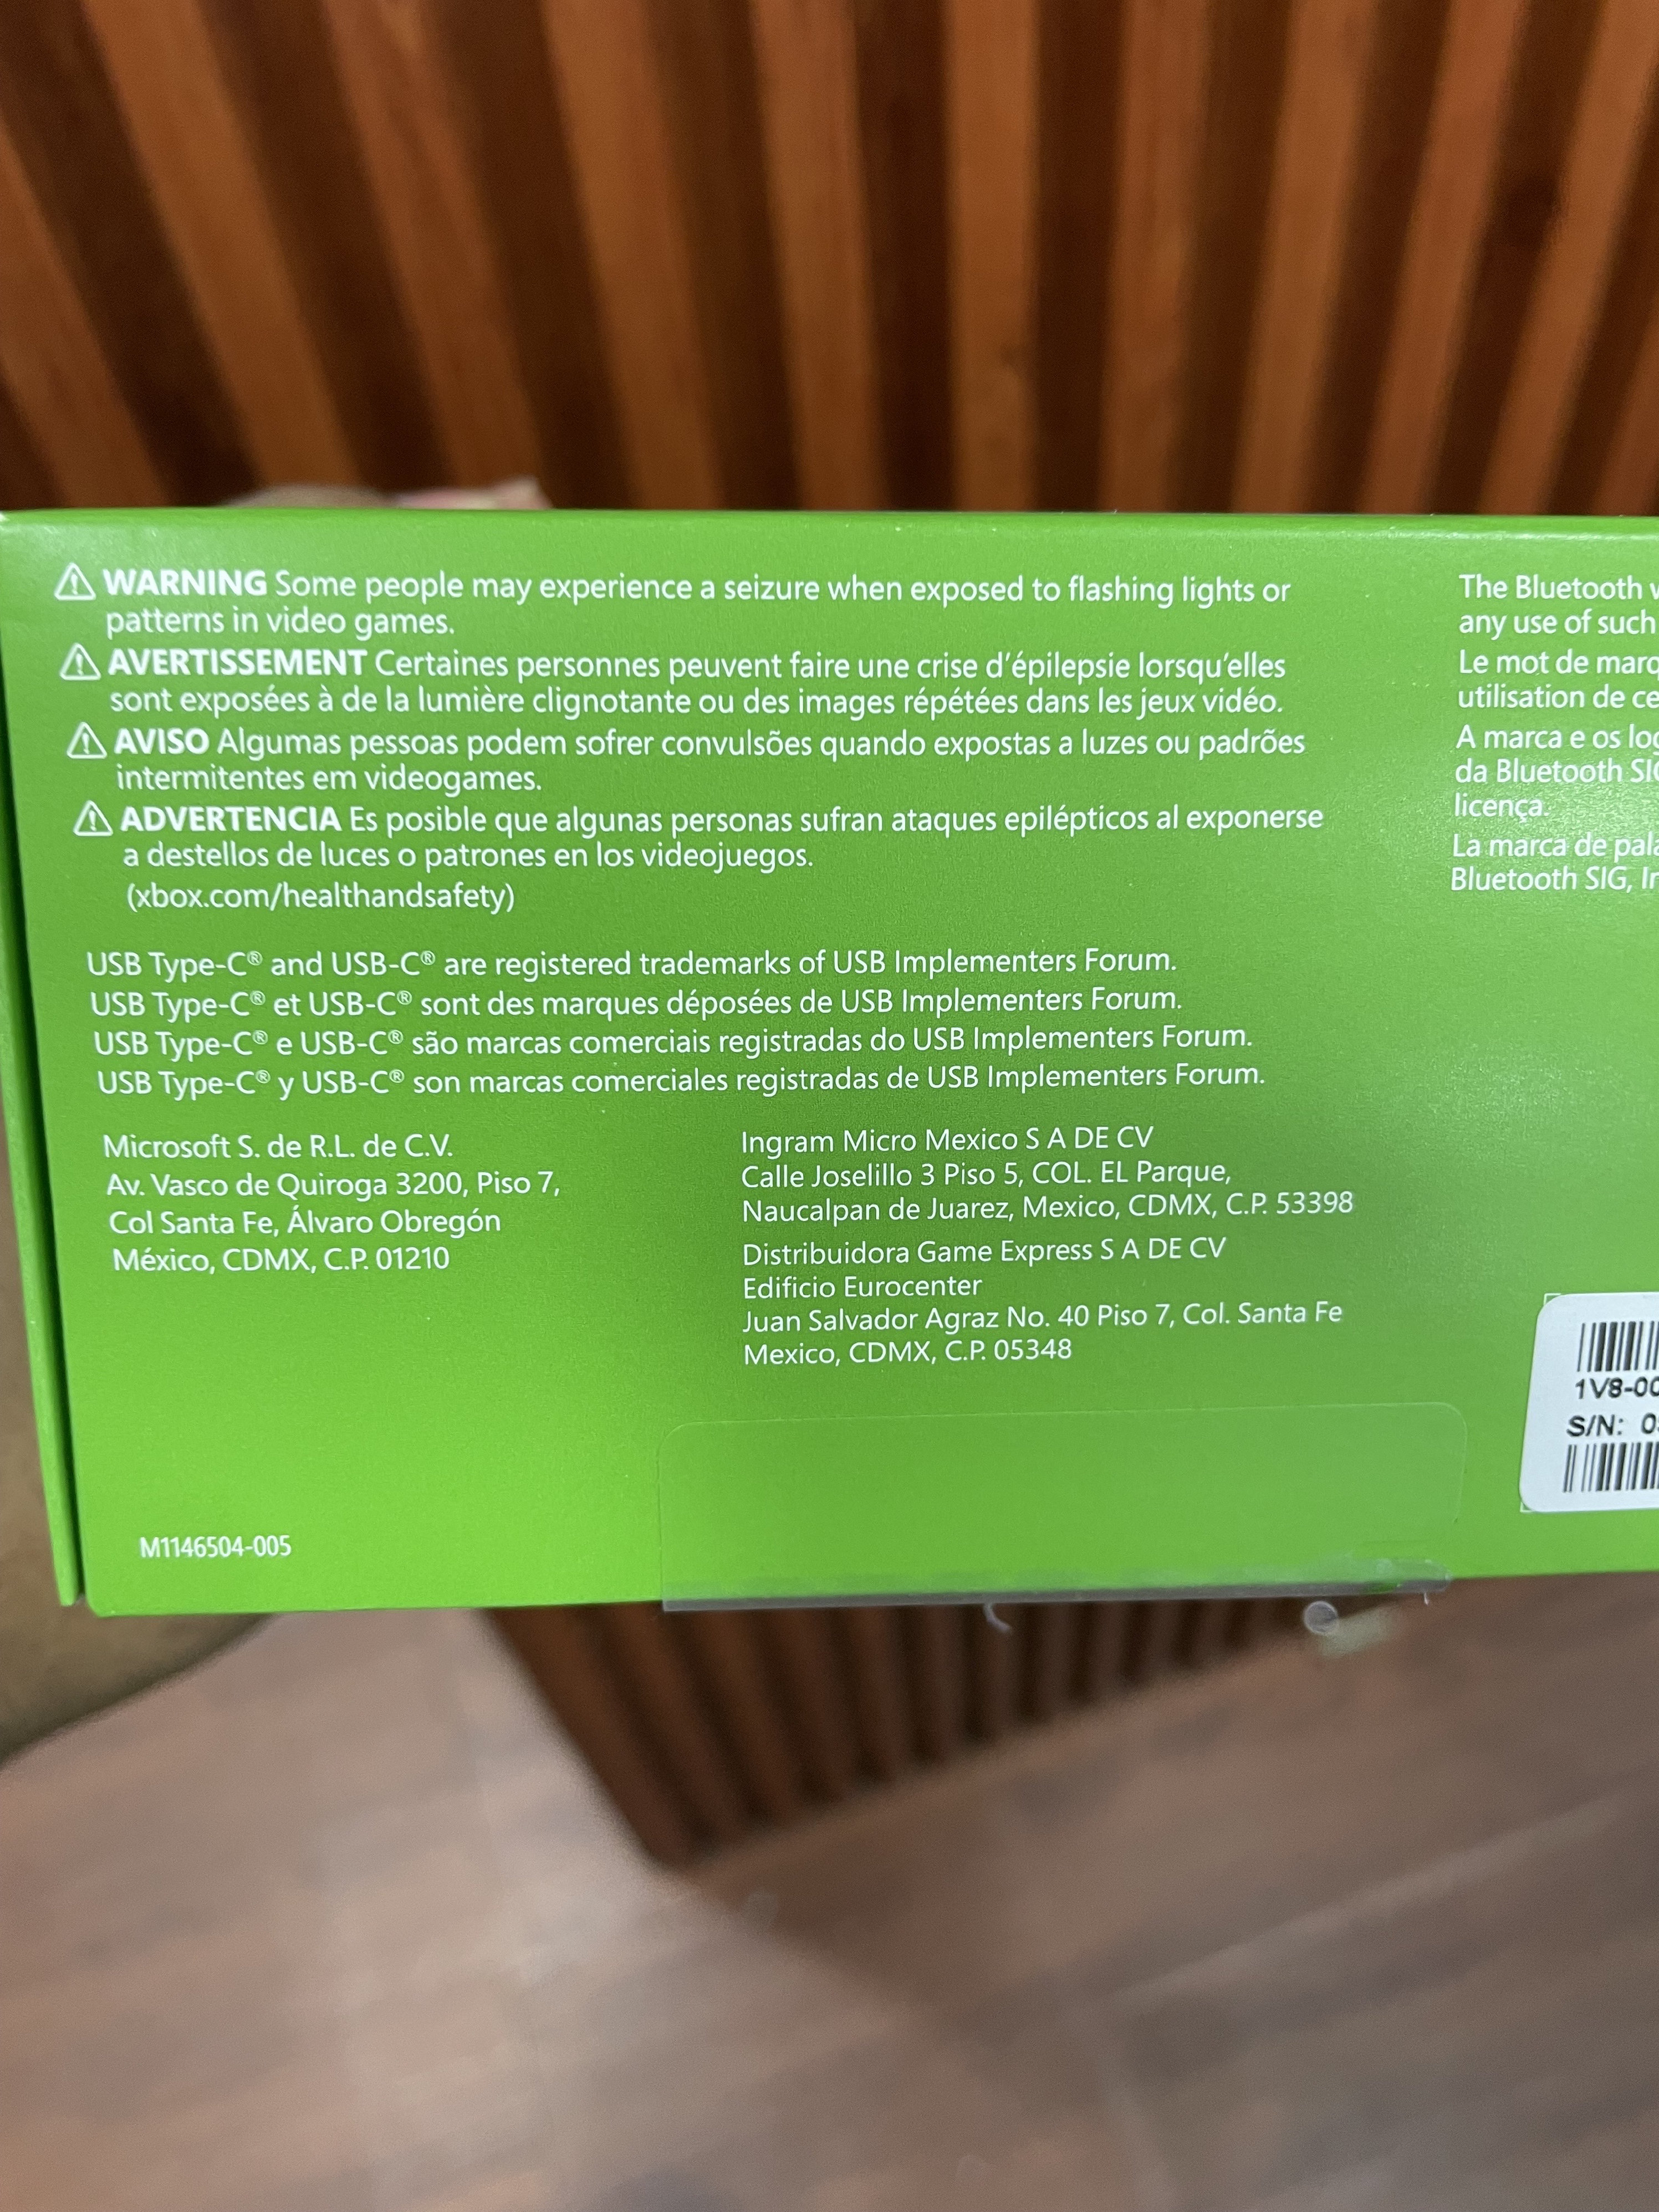 WARNING Some people may experience a seizure when exposed to flashing lights or
patterns in video games.
AVERTISSEMENT Certaines personnes peuvent faire une crise d'épilepsie lorsqu'elles
sont exposées à de la lumière clignotante ou des images répétées dans les jeux vidéo.
AVISO Algumas pessoas podem sofrer convulsões quando expostas a luzes ou padrões
intermitentes em videogames.
ADVERTENCIA Es posible que algunas personas sufran ataques epilépticos al exponerse
a destellos de luces o patrones en los videojuegos.
(xbox.com/healthandsafety)
USB Type-C® and USB-C® are registered trademarks of USB Implementers Forum.
USB Type-C® et USB-C® sont des marques déposées de USB Implementers Forum.
USB Type-C® e USB-C® são marcas comerciais registradas do USB Implementers Forum.
USB Type-C® y USB-C® son marcas comerciales registradas de USB Implementers Forum.
Microsoft S. de R.L. de C.V.
Av. Vasco de Quiroga 3200, Piso 7,
Col Santa Fe, Álvaro Obregón
México, CDMX, C.P. 01210
Ingram Micro Mexico S A DE CV
Calle Joselillo 3 Piso 5, COL. EL Parque,
Naucalpan de Juarez, Mexico, CDMX, C.P. 53398
Distribuidora Game Express S A DE CV
Edificio Eurocenter
Juan Salvador Agraz No. 40 Piso 7, Col. Santa Fe
Mexico, CDMX, C.P. 05348
M1146504-005
The Bluetooth
any use of such
Le mot de
utilisation de
A marca e os
da Bluetooth
licença.
La marca de
Bluetooth SIG,
S/N: